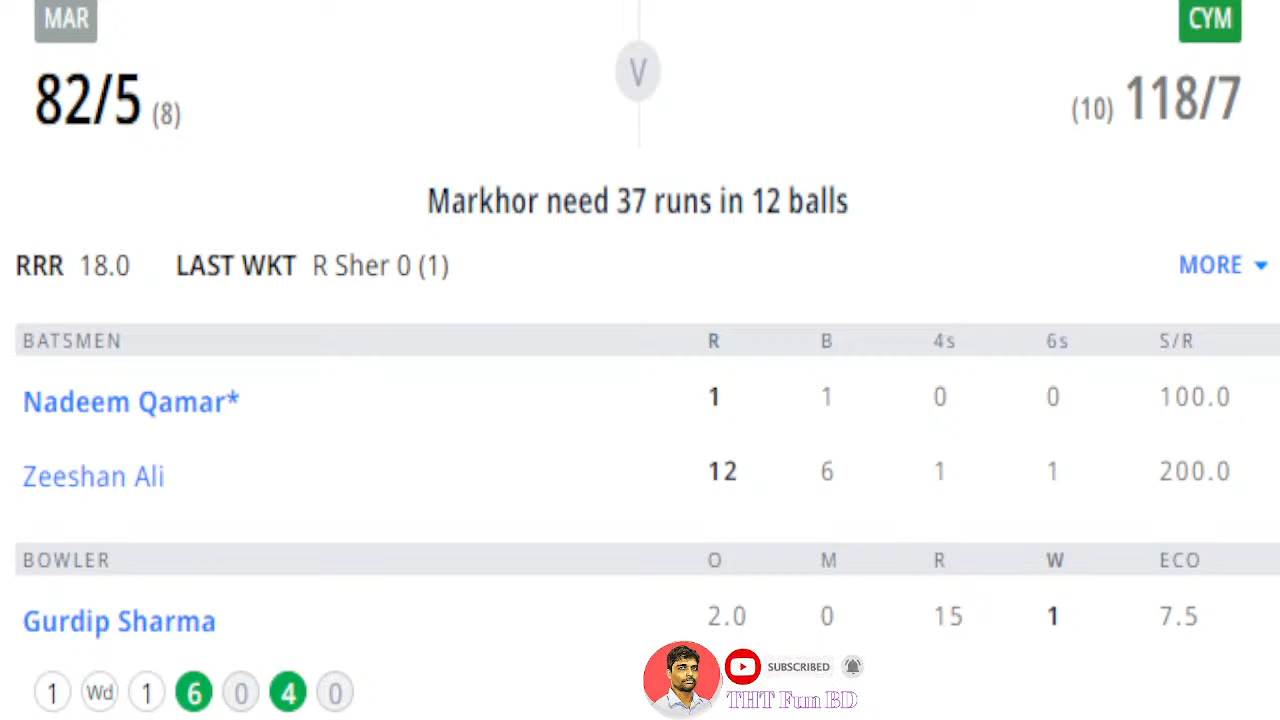 MAR V CYM
82/5 (8) (10) 118/7
Markhor need 37 runs in 12 balls
RRR 18.0 LAST WKT R Sher 0 (1) MORE
BATSMEN R B 4s 6s S/R
Nadeem Qamar* 1 1 0 0 100.0
Zeeshan Ali 12 6 1 1 200.0
BOWLER O M R W ECO
Gurdip Sharma 2.0 0 15 1 7.5
1 Wd 1 6 0 4 0
SUBSCRIBED
THT Fun BD